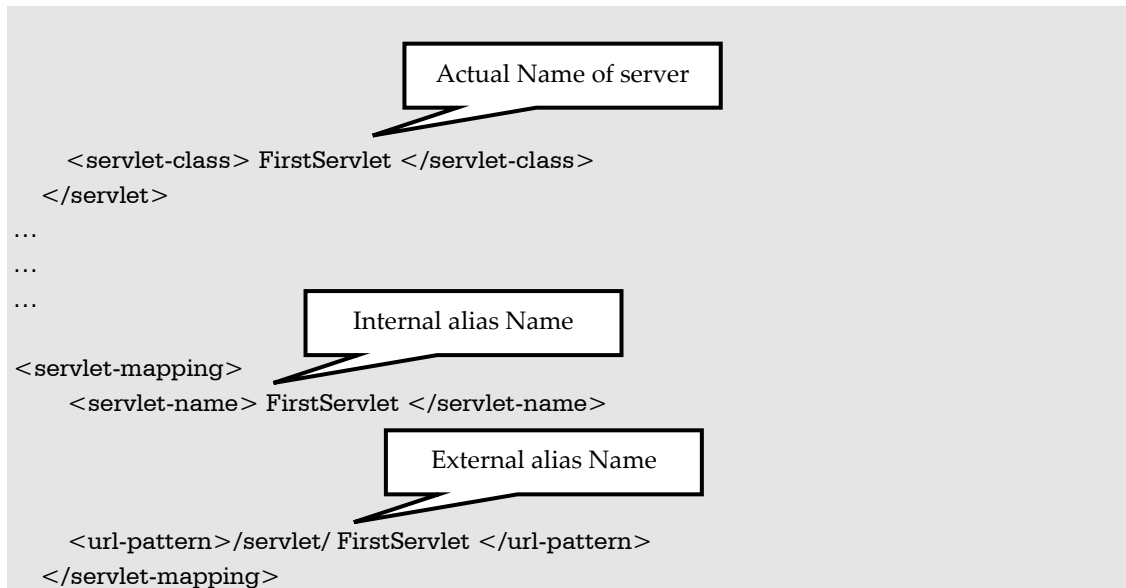 Actual Name of server
<servlet-class> FirstServlet </servlet-class>
</servlet>
…
…
…
Internal alias Name
<servlet-mapping>
<servlet-name> FirstServlet </servlet-name>
External alias Name
<url-pattern>/servlet/ FirstServlet </url-pattern>
</servlet-mapping>